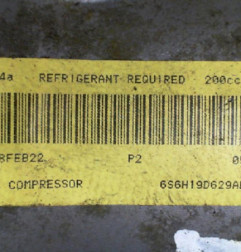 4a REFRIGERANT REQUIRED 200cc
8FEB22 P2 0
COMPRESSOR 6S6H19D629A